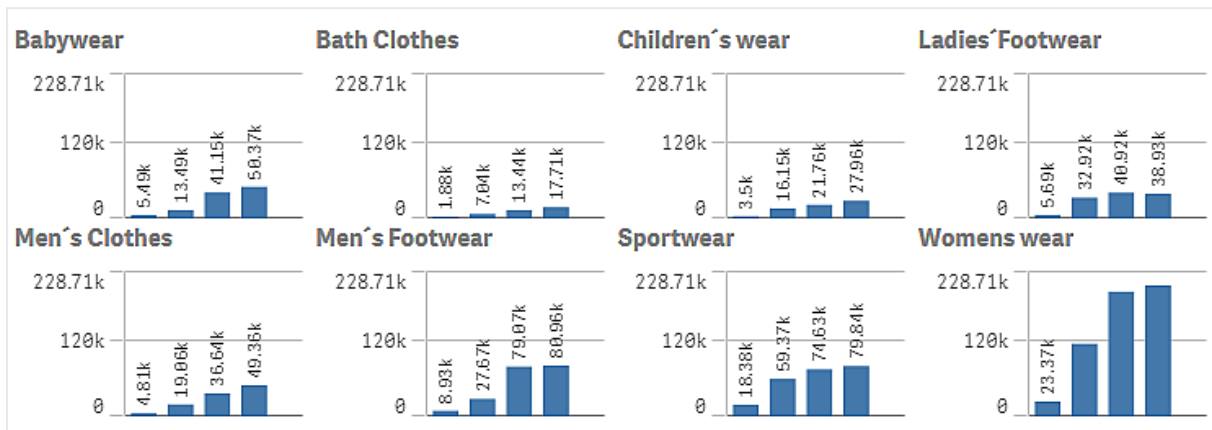 Babywear
228.71k
120k
0
5.49k
13.49k
41.15k
50.37k
Bath Clothes
228.71k
120k
0
1.88k
7.04k
13.44k
17.71k
Children´s wear
228.71k
120k
0
3.5k
16.15k
21.76k
27.96k
Ladies´Footwear
228.71k
120k
0
5.69k
32.92k
40.92k
38.93k
Men´s Clothes
228.71k
120k
0
4.81k
19.06k
36.64k
49.36k
Men´s Footwear
228.71k
120k
0
8.93k
27.67k
79.07k
80.96k
Sportwear
228.71k
120k
0
18.38k
59.37k
74.63k
79.84k
Womens wear
228.71k
120k
0
23.37k